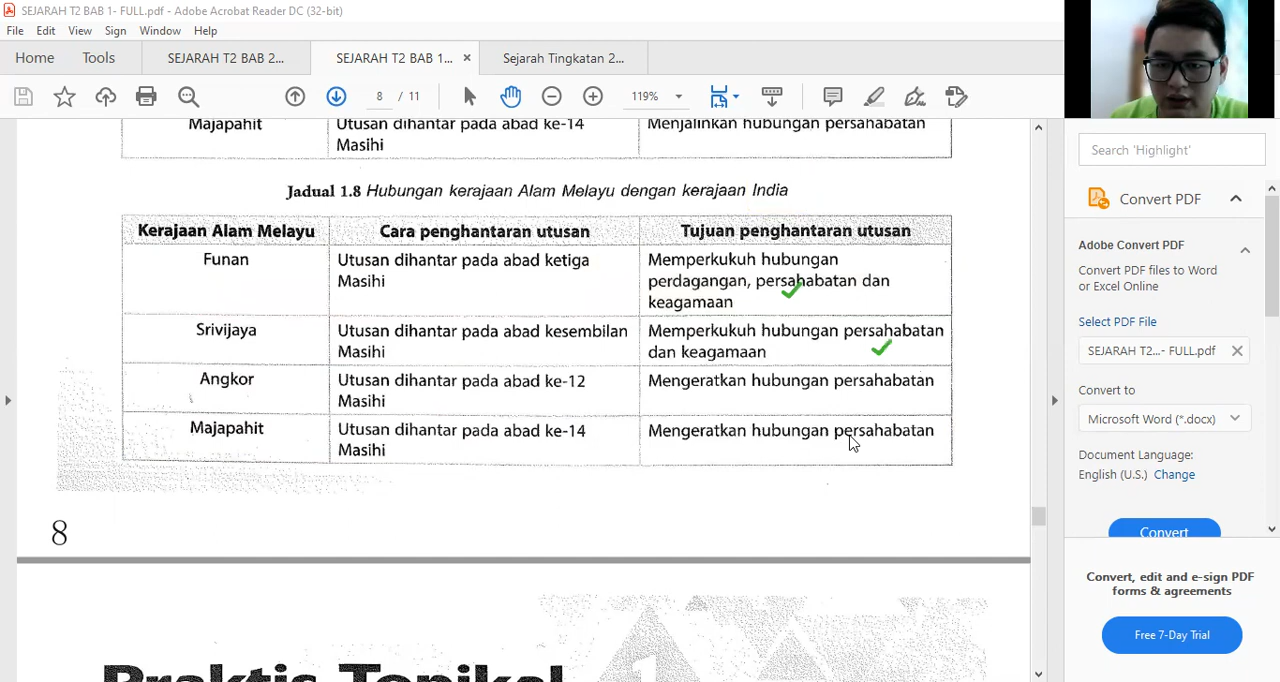 SEJARAH T2 BAB 1- FULL.pdf - Adobe Acrobat Reader DC (32-bit)
File Edit View Sign Window Help
Home Tools SEJARAH T2 BAB 2... SEJARAH T2 BAB 1... × Sejarah Tingkatan 2...
8 / 11 119%
Majapahit Utusan dihantar pada abad ke-14 Menjalinkan hubungan persahabatan
Masihi
Jadual 1.8 Hubungan kerajaan Alam Melayu dengan kerajaan India
Kerajaan Alam Melayu Cara penghantaran utusan Tujuan penghantaran utusan
Funan Utusan dihantar pada abad ketiga Memperkukuh hubungan
Masihi perdagangan, persahabatan dan
keagamaan
Srivijaya Utusan dihantar pada abad kesembilan Memperkukuh hubungan persahabatan
Masihi dan keagamaan
Angkor Utusan dihantar pada abad ke-12 Mengeratkan hubungan persahabatan
Masihi
Majapahit Utusan dihantar pada abad ke-14 Mengeratkan hubungan persahabatan
Masihi
8
Praktis Topikal 1
Search 'Highlight'
Convert PDF
Adobe Convert PDF
Convert PDF files to Word
or Excel Online
Select PDF File
SEJARAH T2...- FULL.pdf
Convert to
Microsoft Word (*.docx)
Document Language:
English (U.S.) Change
Convert
Convert, edit and e-sign PDF
forms & agreements
Free 7-Day Trial